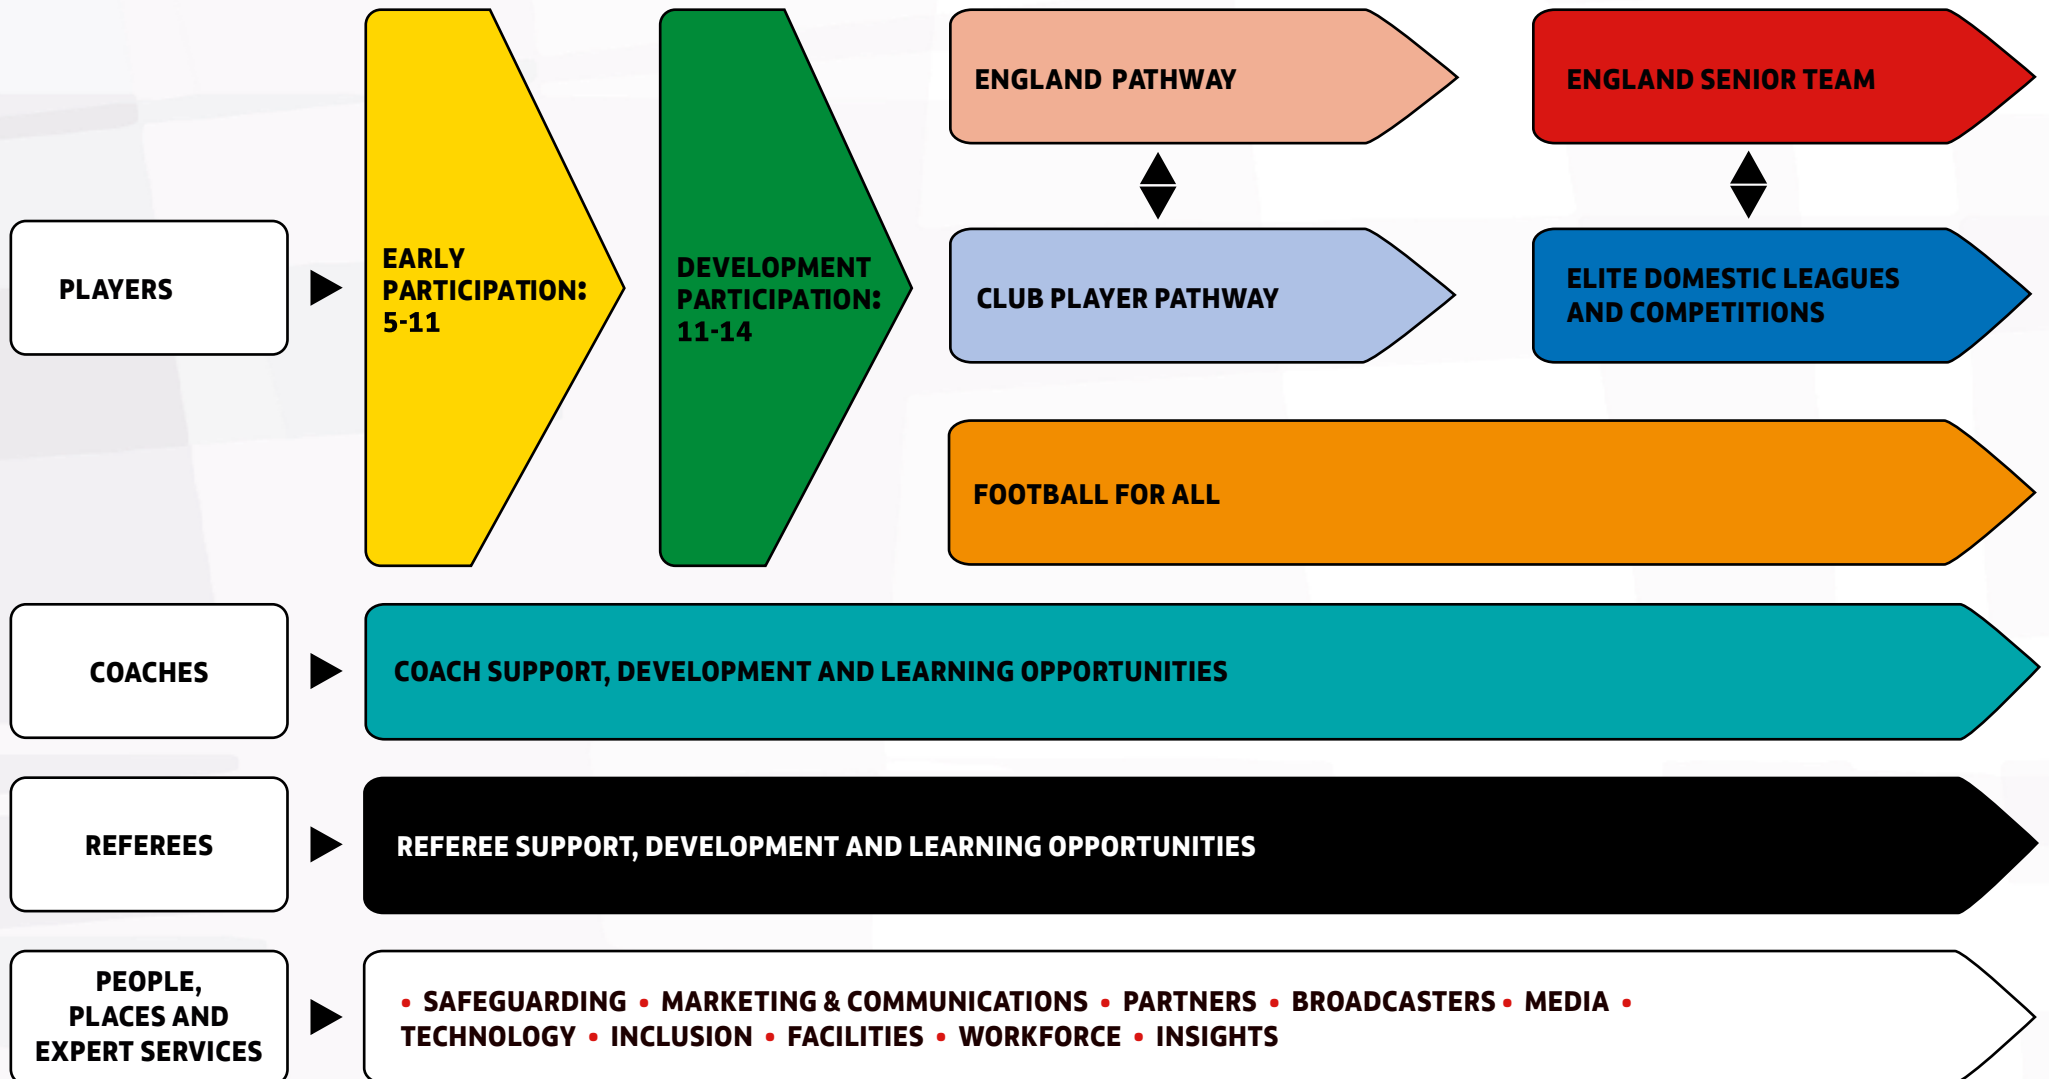 PLAYERS
EARLY
PARTICIPATION:
5-11
DEVELOPMENT
PARTICIPATION:
11-14
ENGLAND PATHWAY
ENGLAND SENIOR TEAM
CLUB PLAYER PATHWAY
ELITE DOMESTIC LEAGUES
AND COMPETITIONS
FOOTBALL FOR ALL
COACHES
COACH SUPPORT, DEVELOPMENT AND LEARNING OPPORTUNITIES
REFEREES
REFEREE SUPPORT, DEVELOPMENT AND LEARNING OPPORTUNITIES
PEOPLE,
PLACES AND
EXPERT SERVICES
• SAFEGUARDING • MARKETING & COMMUNICATIONS • PARTNERS • BROADCASTERS • MEDIA •
TECHNOLOGY • INCLUSION • FACILITIES • WORKFORCE • INSIGHTS